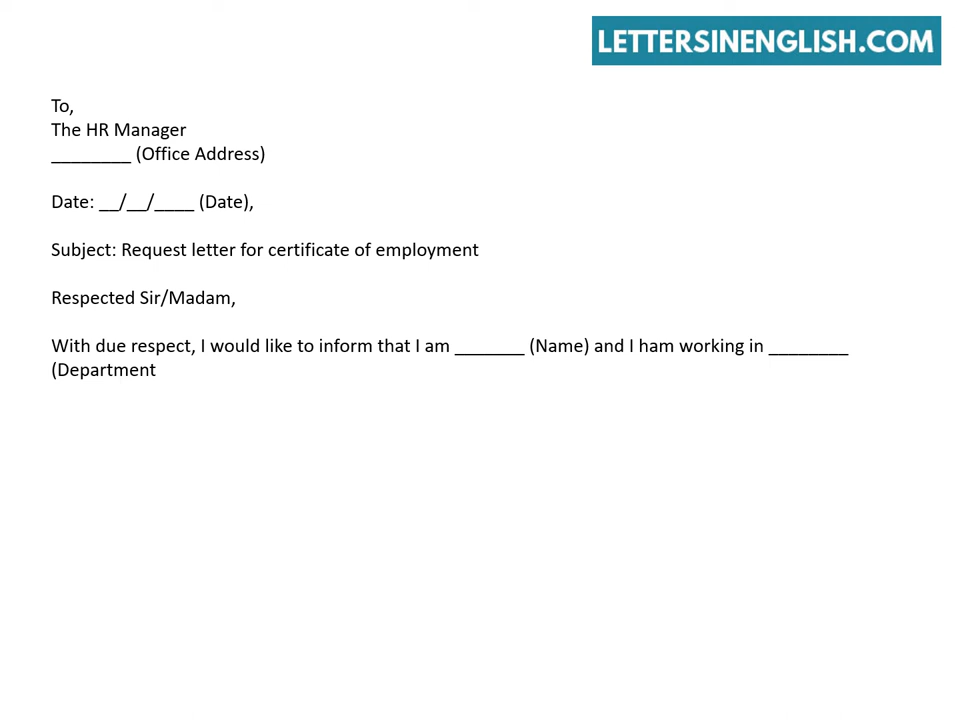 LETTERSINENGLISH.COM
To,
The HR Manager
________ (Office Address)
Date: __/__/____ (Date),
Subject: Request letter for certificate of employment
Respected Sir/Madam,
With due respect, I would like to inform that I am _______ (Name) and I ham working in ________
(Department